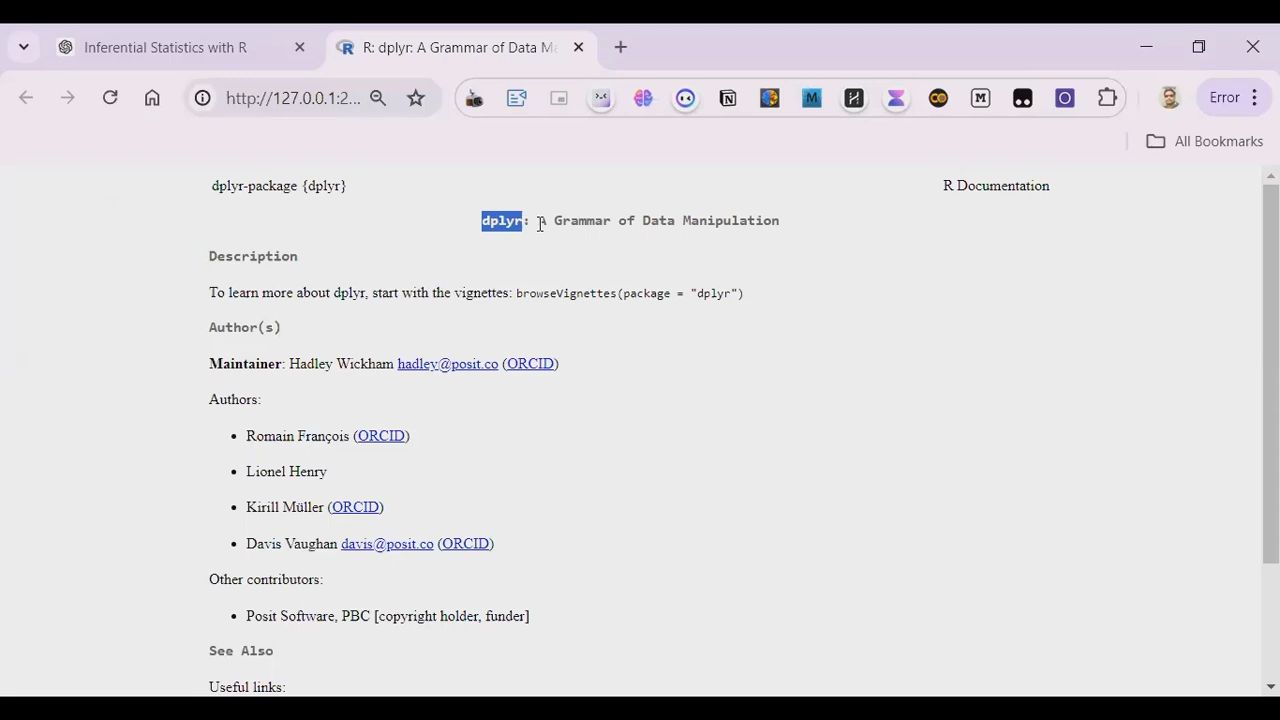 Inferential Statistics with R
R: dplyr: A Grammar of Data M
http://127.0.0.1:2...
Error
All Bookmarks
dplyr-package {dplyr}
R Documentation
dplyr: A Grammar of Data Manipulation
Description
To learn more about dplyr, start with the vignettes: browseVignettes(package = "dplyr")
Author(s)
Maintainer: Hadley Wickham hadley@posit.co (ORCID)
Authors:
• Romain François (ORCID)
• Lionel Henry
• Kirill Müller (ORCID)
• Davis Vaughan davis@posit.co (ORCID)
Other contributors:
• Posit Software, PBC [copyright holder, funder]
See Also
Useful links: